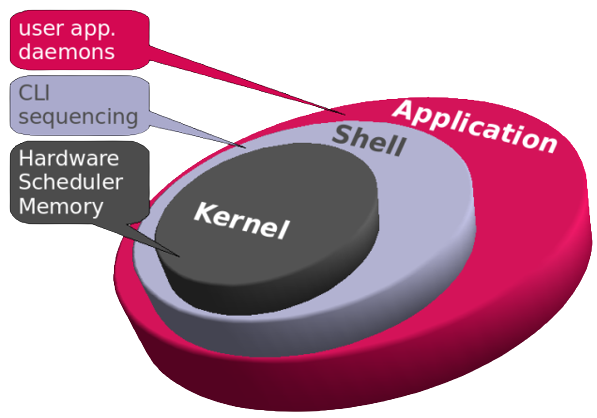 user app.
daemons
CLI
sequencing
Hardware
Scheduler
Memory
Application
Shell
Kernel